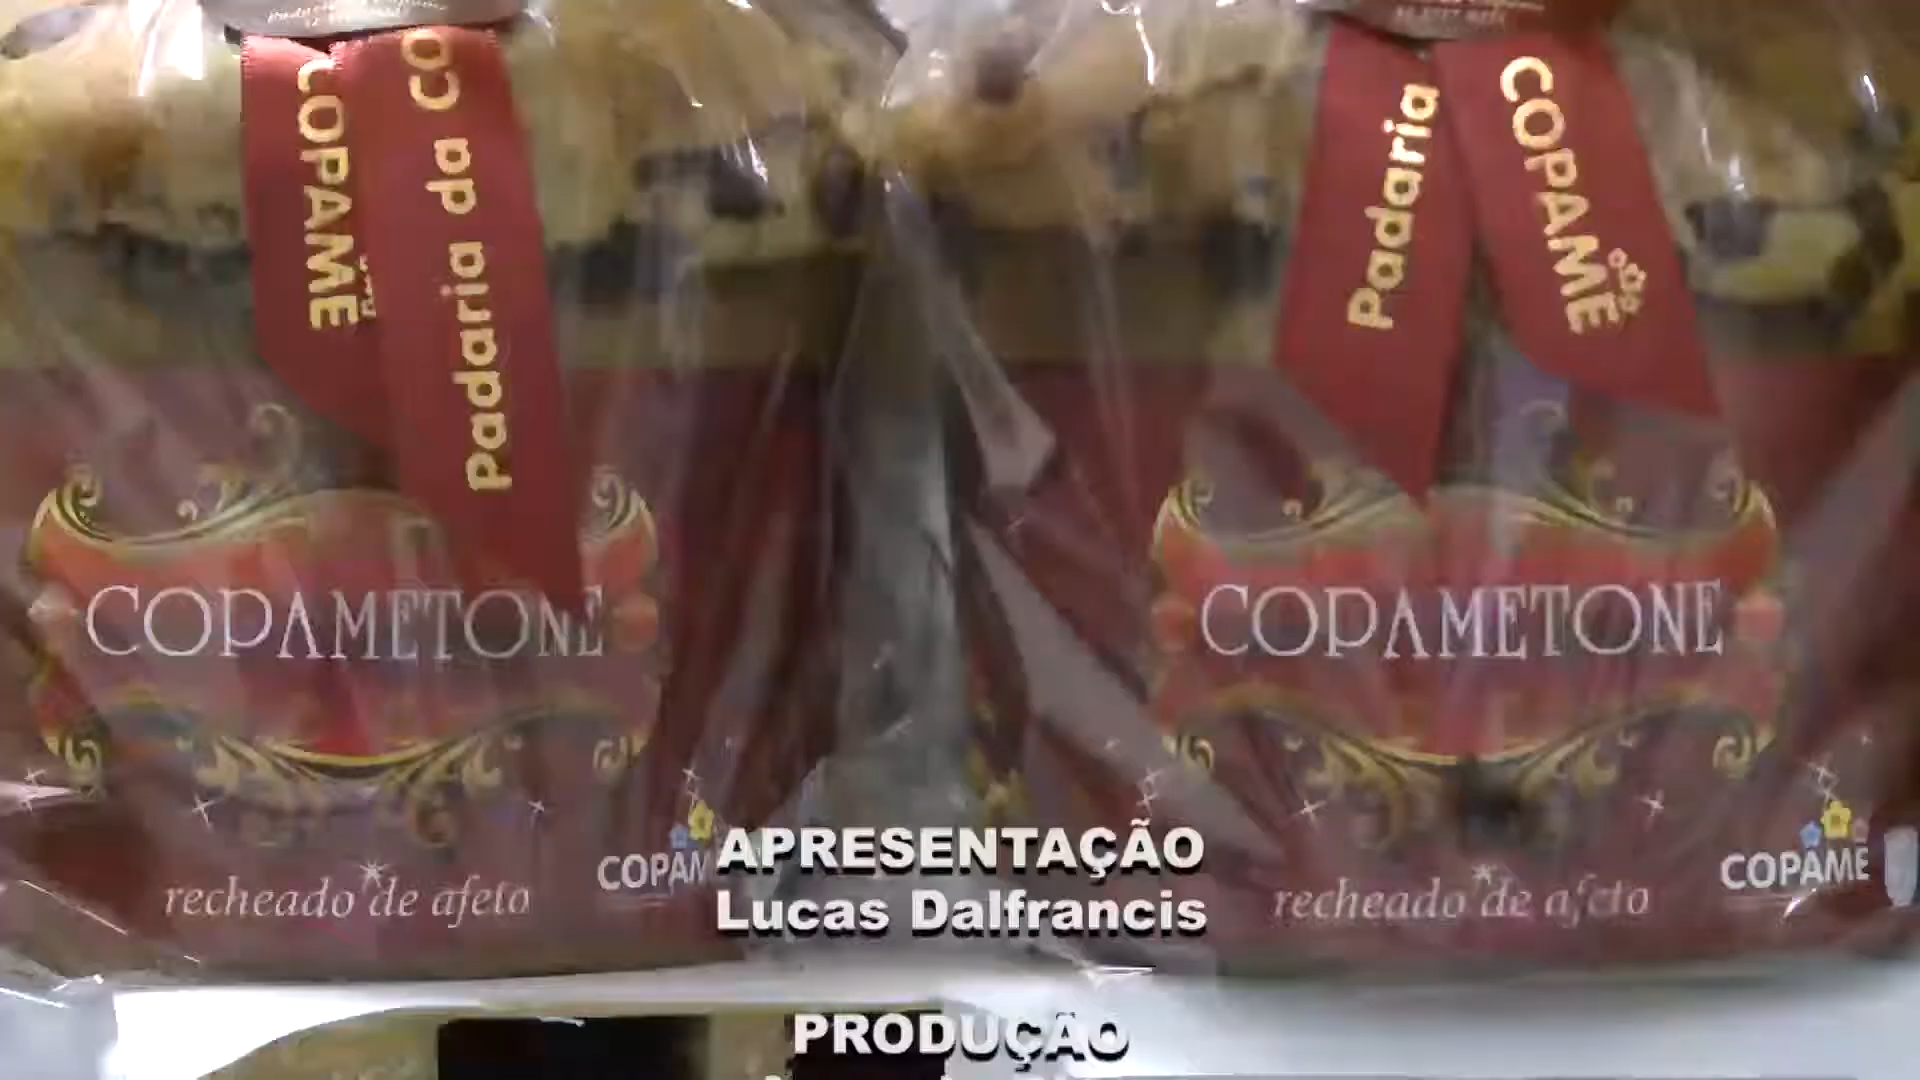 COPAME
Padaria da CO
Padaria
COPAME
COPAMETONE
COPAMETONE
recheado de afeto
COPAM
recheado de afeto
COPAME
APRESENTAÇÃO
Lucas Dalfrancis
PRODUÇÃO